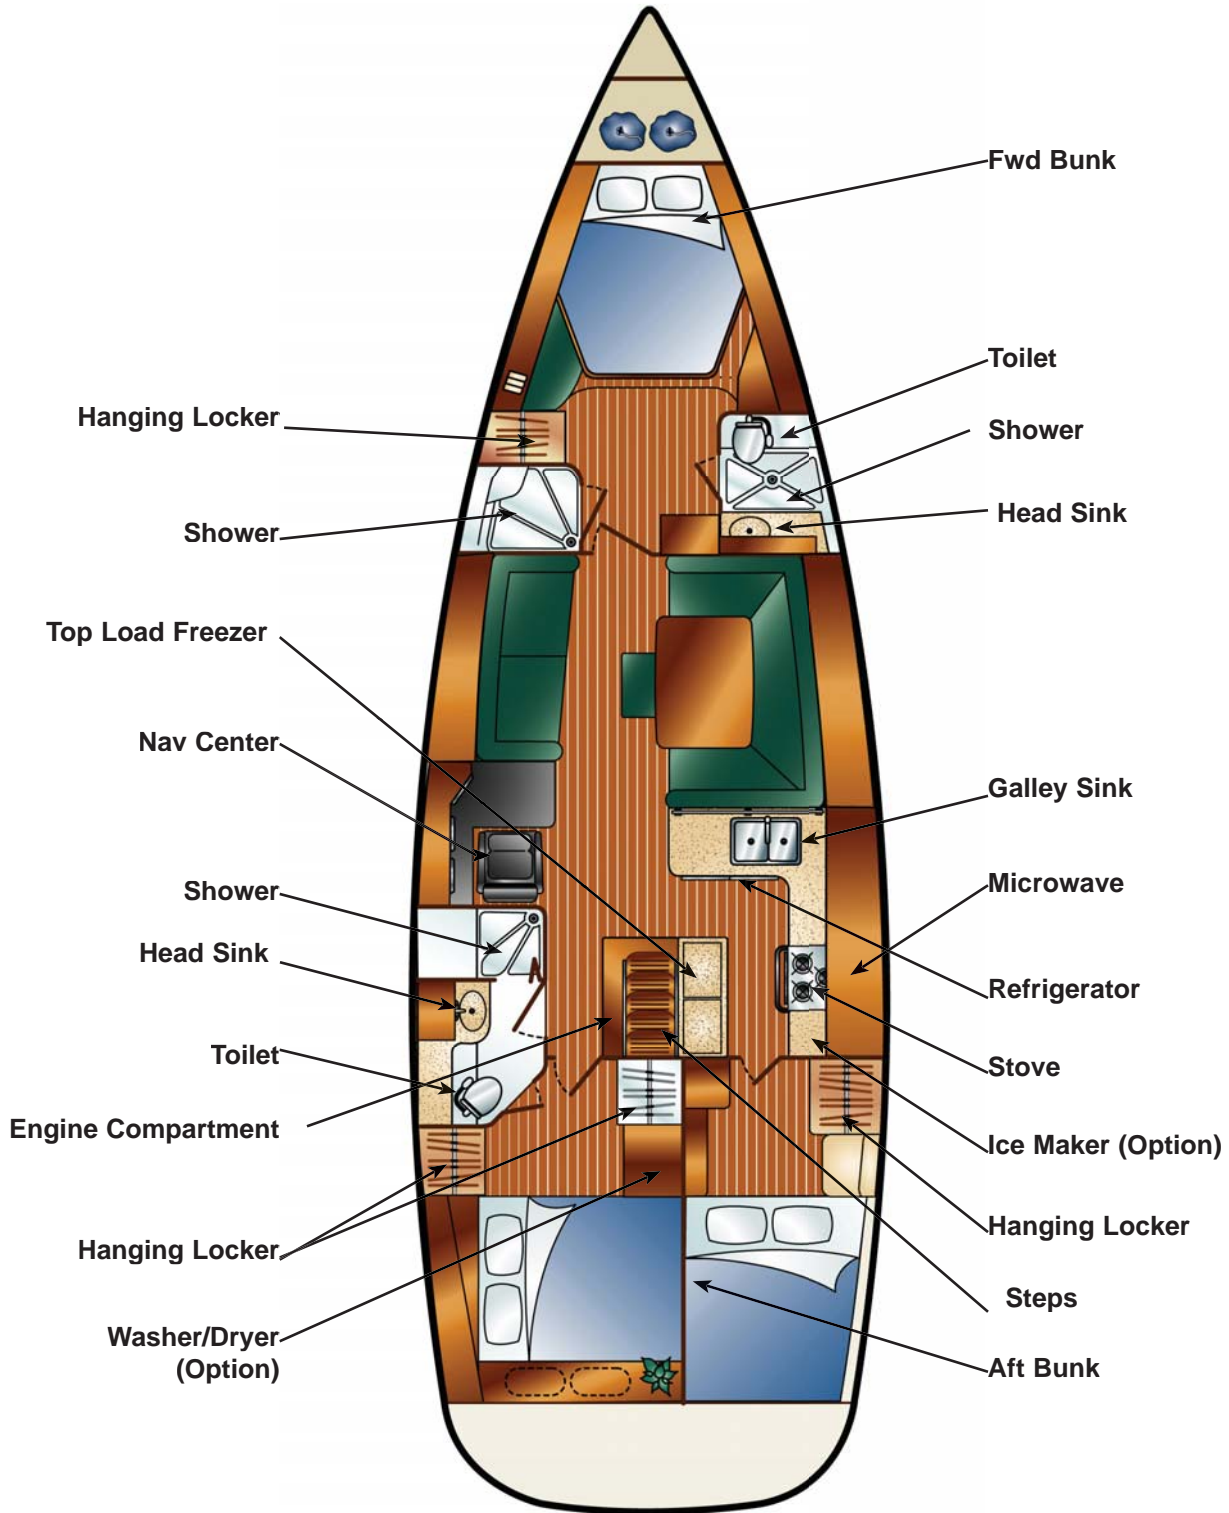 Fwd Bunk
Toilet
Hanging Locker
Shower
Head Sink
Shower
Top Load Freezer
Nav Center
Galley Sink
Shower
Microwave
Head Sink
Refrigerator
Toilet
Stove
Engine Compartment
Ice Maker (Option)
Hanging Locker
Hanging Locker
Steps
Washer/Dryer
(Option)
Aft Bunk